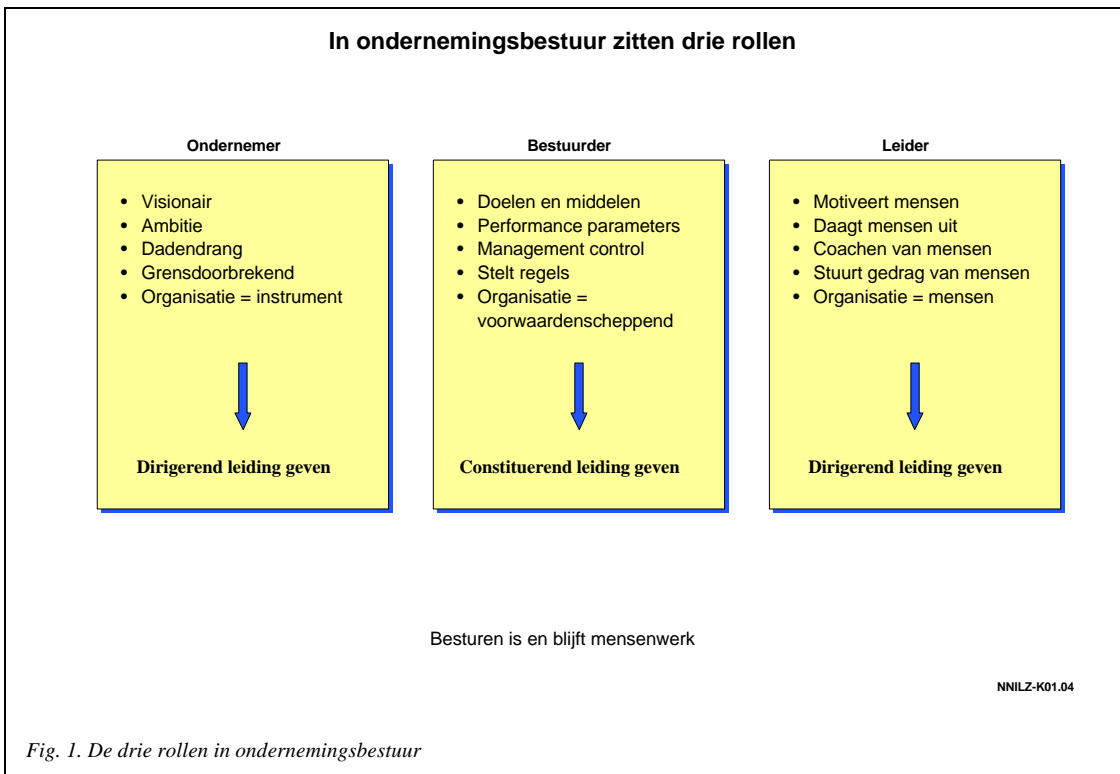 In ondernemingsbestuur zitten drie rollen
Ondernemer
• Visionair
• Ambitie
• Dadendrang
• Grensdoorbrekend
• Organisatie = instrument
Dirigerend leiding geven
Bestuurder
• Doelen en middelen
• Performance parameters
• Management control
• Stelt regels
• Organisatie =
voorwaardenscheppend
Constituerend leiding geven
Leider
• Motiveert mensen
• Daagt mensen uit
• Coachen van mensen
• Stuurt gedrag van mensen
• Organisatie = mensen
Dirigerend leiding geven
Besturen is en blijft mensenwerk
NNILZ-K01.04
Fig. 1. De drie rollen in ondernemingsbestuur